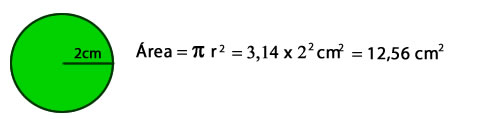 2cm
Área = π r² = 3,14 x 2² cm² = 12,56 cm²